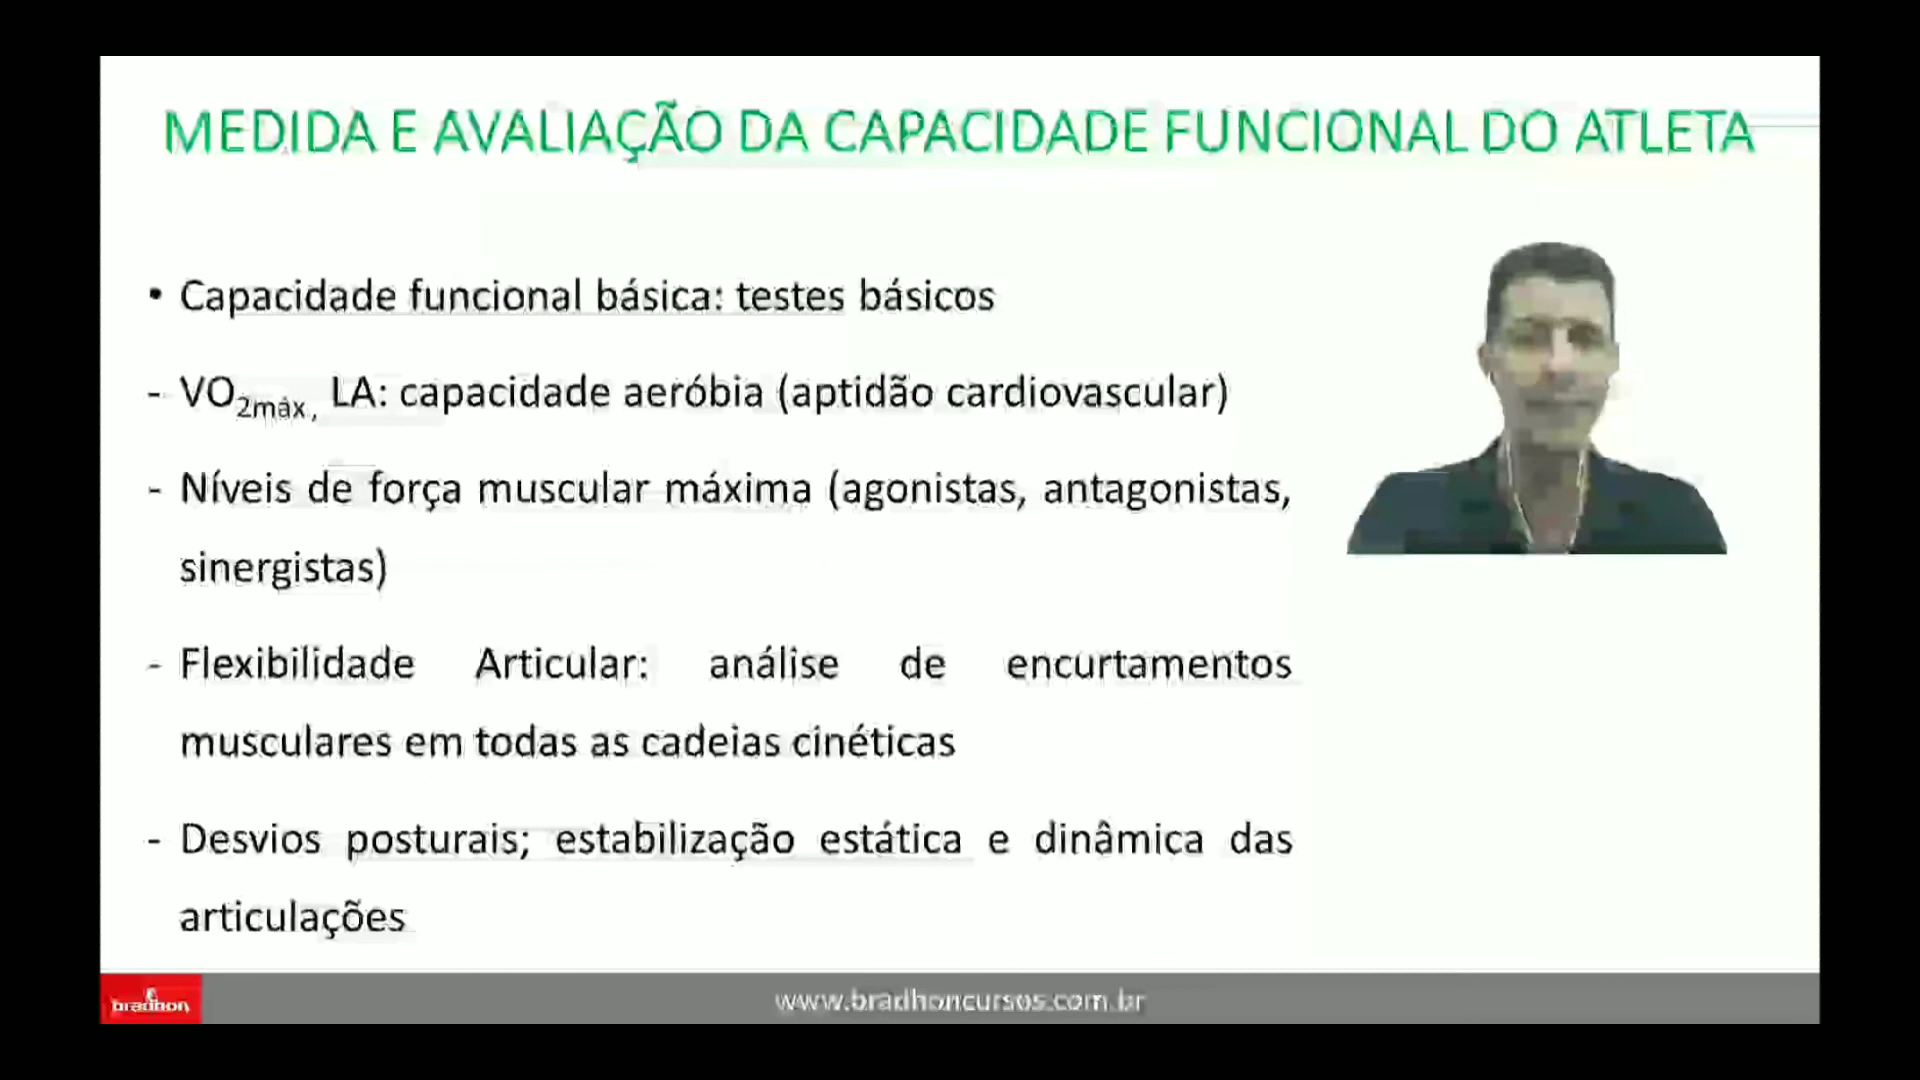 MEDIDA E AVALIAÇÃO DA CAPACIDADE FUNCIONAL DO ATLETA
• Capacidade funcional básica: testes básicos
- VO2máx, LA: capacidade aeróbia (aptidão cardiovascular)
- Níveis de força muscular máxima (agonistas, antagonistas,
sinergistas)
- Flexibilidade Articular: análise de encurtamentos
musculares em todas as cadeias cinéticas
- Desvios posturais; estabilização estática e dinâmica das
articulações
bradhon
www.bradhoncursos.com.br